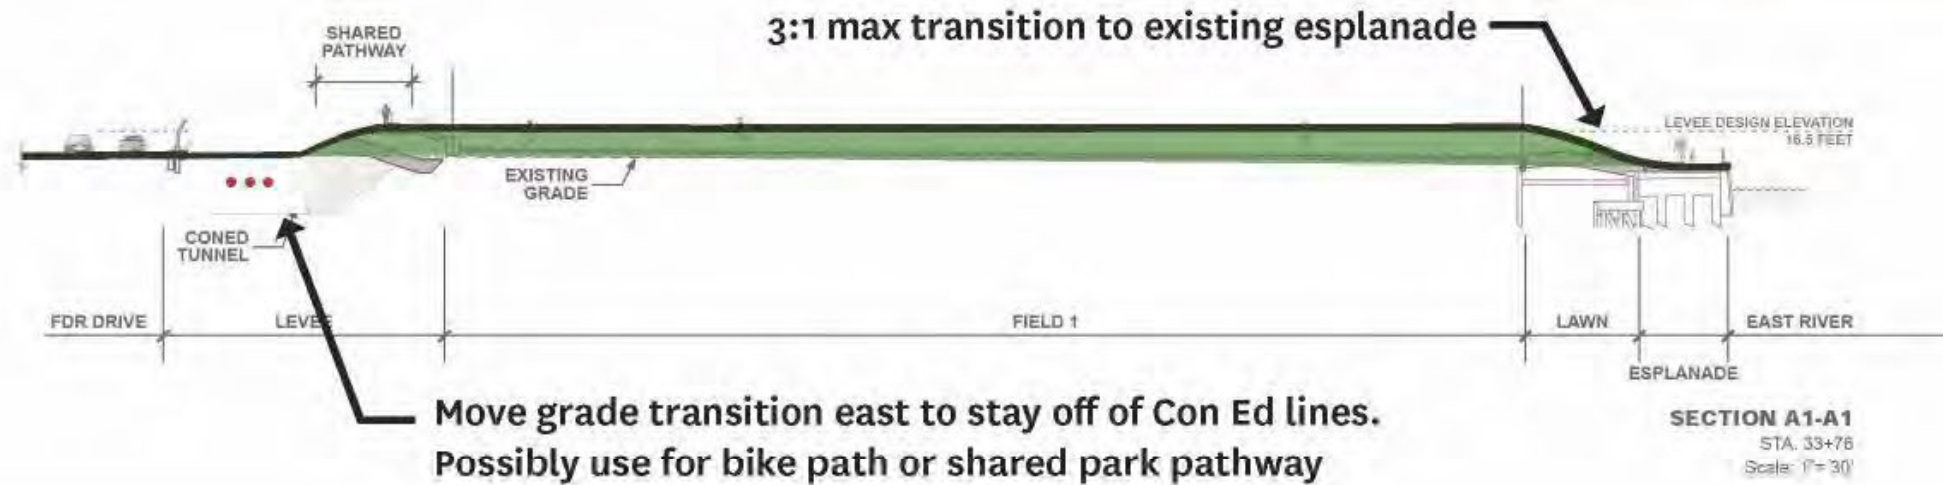 3:1 max transition to existing esplanade
SHARED
PATHWAY
LEVEE DESIGN ELEVATION
16.5 FEET
EXISTING
GRADE
CONED
TUNNEL
FDR DRIVE
LEVEE
FIELD 1
LAWN
EAST RIVER
ESPLANADE
Move grade transition east to stay off of Con Ed lines.
Possibly use for bike path or shared park pathway
SECTION A1-A1
STA. 33+76
Scale: 1"= 30'